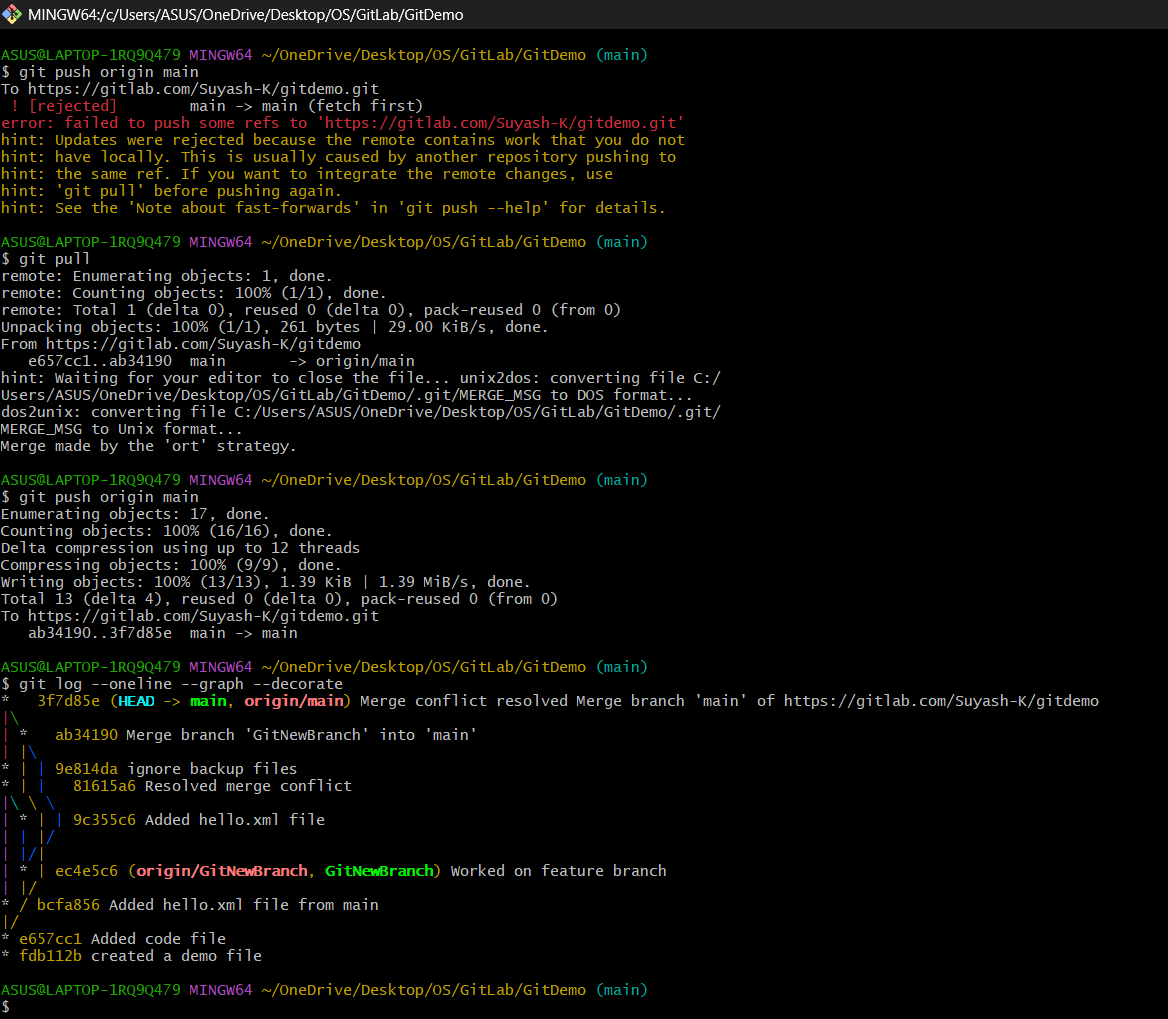 MINGW64:/c/Users/ASUS/OneDrive/Desktop/OS/GitLab/GitDemo
ASUS@LAPTOP-1RQ9Q479 MINGW64 ~/OneDrive/Desktop/OS/GitLab/GitDemo (main)
$ git push origin main
To https://gitlab.com/Suyash-K/gitdemo.git
 ! [rejected]        main -> main (fetch first)
error: failed to push some refs to 'https://gitlab.com/Suyash-K/gitdemo.git'
hint: Updates were rejected because the remote contains work that you do not
hint: have locally. This is usually caused by another repository pushing to
hint: the same ref. If you want to integrate the remote changes, use
hint: 'git pull' before pushing again.
hint: See the 'Note about fast-forwards' in 'git push --help' for details.
ASUS@LAPTOP-1RQ9Q479 MINGW64 ~/OneDrive/Desktop/OS/GitLab/GitDemo (main)
$ git pull
remote: Enumerating objects: 1, done.
remote: Counting objects: 100% (1/1), done.
remote: Total 1 (delta 0), reused 0 (delta 0), pack-reused 0 (from 0)
Unpacking objects: 100% (1/1), 261 bytes | 29.00 KiB/s, done.
From https://gitlab.com/Suyash-K/gitdemo
   e657cc1..ab34190  main       -> origin/main
hint: Waiting for your editor to close the file... unix2dos: converting file C:/
Users/ASUS/OneDrive/Desktop/OS/GitLab/GitDemo/.git/MERGE_MSG to DOS format...
dos2unix: converting file C:/Users/ASUS/OneDrive/Desktop/OS/GitLab/GitDemo/.git/
MERGE_MSG to Unix format...
Merge made by the 'ort' strategy.
ASUS@LAPTOP-1RQ9Q479 MINGW64 ~/OneDrive/Desktop/OS/GitLab/GitDemo (main)
$ git push origin main
Enumerating objects: 17, done.
Counting objects: 100% (16/16), done.
Delta compression using up to 12 threads
Compressing objects: 100% (9/9), done.
Writing objects: 100% (13/13), 1.39 KiB | 1.39 MiB/s, done.
Total 13 (delta 4), reused 0 (delta 0), pack-reused 0 (from 0)
To https://gitlab.com/Suyash-K/gitdemo.git
   ab34190..3f7d85e  main -> main
ASUS@LAPTOP-1RQ9Q479 MINGW64 ~/OneDrive/Desktop/OS/GitLab/GitDemo (main)
$ git log --oneline --graph --decorate
*   3f7d85e (HEAD -> main, origin/main) Merge conflict resolved Merge branch 'main' of https://gitlab.com/Suyash-K/gitdemo
|\
| *   ab34190 Merge branch 'GitNewBranch' into 'main'
| |\
* | | 9e814da ignore backup files
* | |   81615a6 Resolved merge conflict
|\ \ \
| * | | 9c355c6 Added hello.xml file
| | |/
| |/|
| * | ec4e5c6 (origin/GitNewBranch, GitNewBranch) Worked on feature branch
| |/
* / bcfa856 Added hello.xml file from main
|/
* e657cc1 Added code file
* fdb112b created a demo file
ASUS@LAPTOP-1RQ9Q479 MINGW64 ~/OneDrive/Desktop/OS/GitLab/GitDemo (main)
$